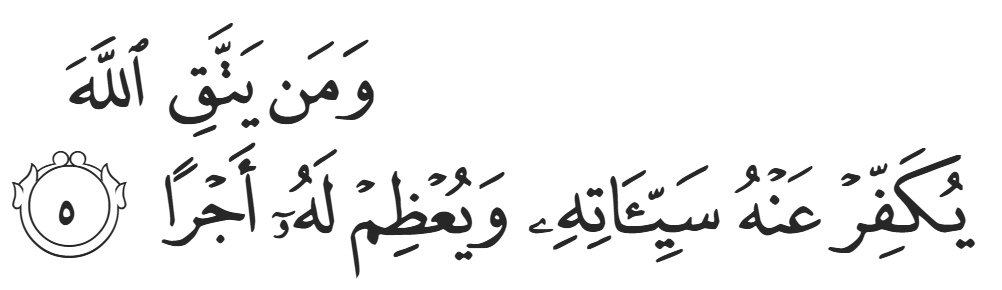 وَمَن يَتَّقِ ٱللَّهَ
يُكَفِّرْ عَنْهُ سَيِّـَٔاتِهِۦ وَيُعْظِمْ لَهُۥٓ أَجْرًا ٥